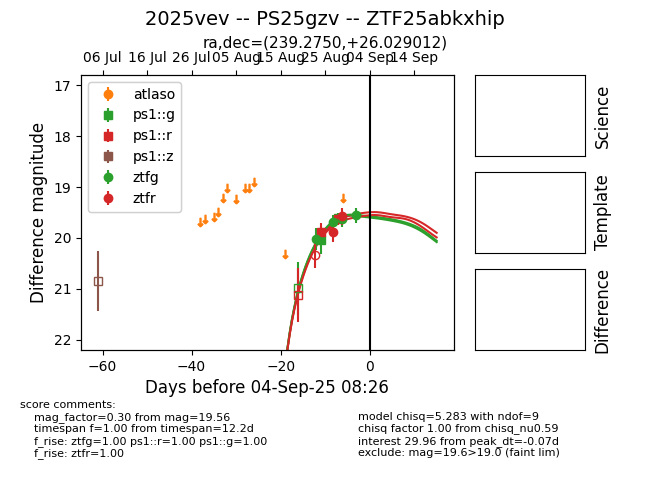 2025vev -- PS25gzv -- ZTF25abkxhip
ra,dec=(239.2750,+26.029012)
06 Jul 16 Jul 26 Jul 05 Aug 15 Aug 25 Aug 04 Sep 14 Sep
17
18
19
20
21
22
Difference magnitude
atlaso
ps1::g
ps1::r
ps1::z
ztfg
ztfr
−60 −40 −20 0
Days before 04-Sep-25 08:26
Science
Template
Difference
score comments:
mag_factor=0.30 from mag=19.56
timespan f=1.00 from timespan=12.2d
f_rise: ztfg=1.00 ps1::r=1.00 ps1::g=1.00
f_rise: ztfr=1.00
model chisq=5.283 with ndof=9
chisq factor 1.00 from chisq_nu0.59
interest 29.96 from peak_dt=-0.07d
exclude: mag=19.6>19.0 (faint lim)